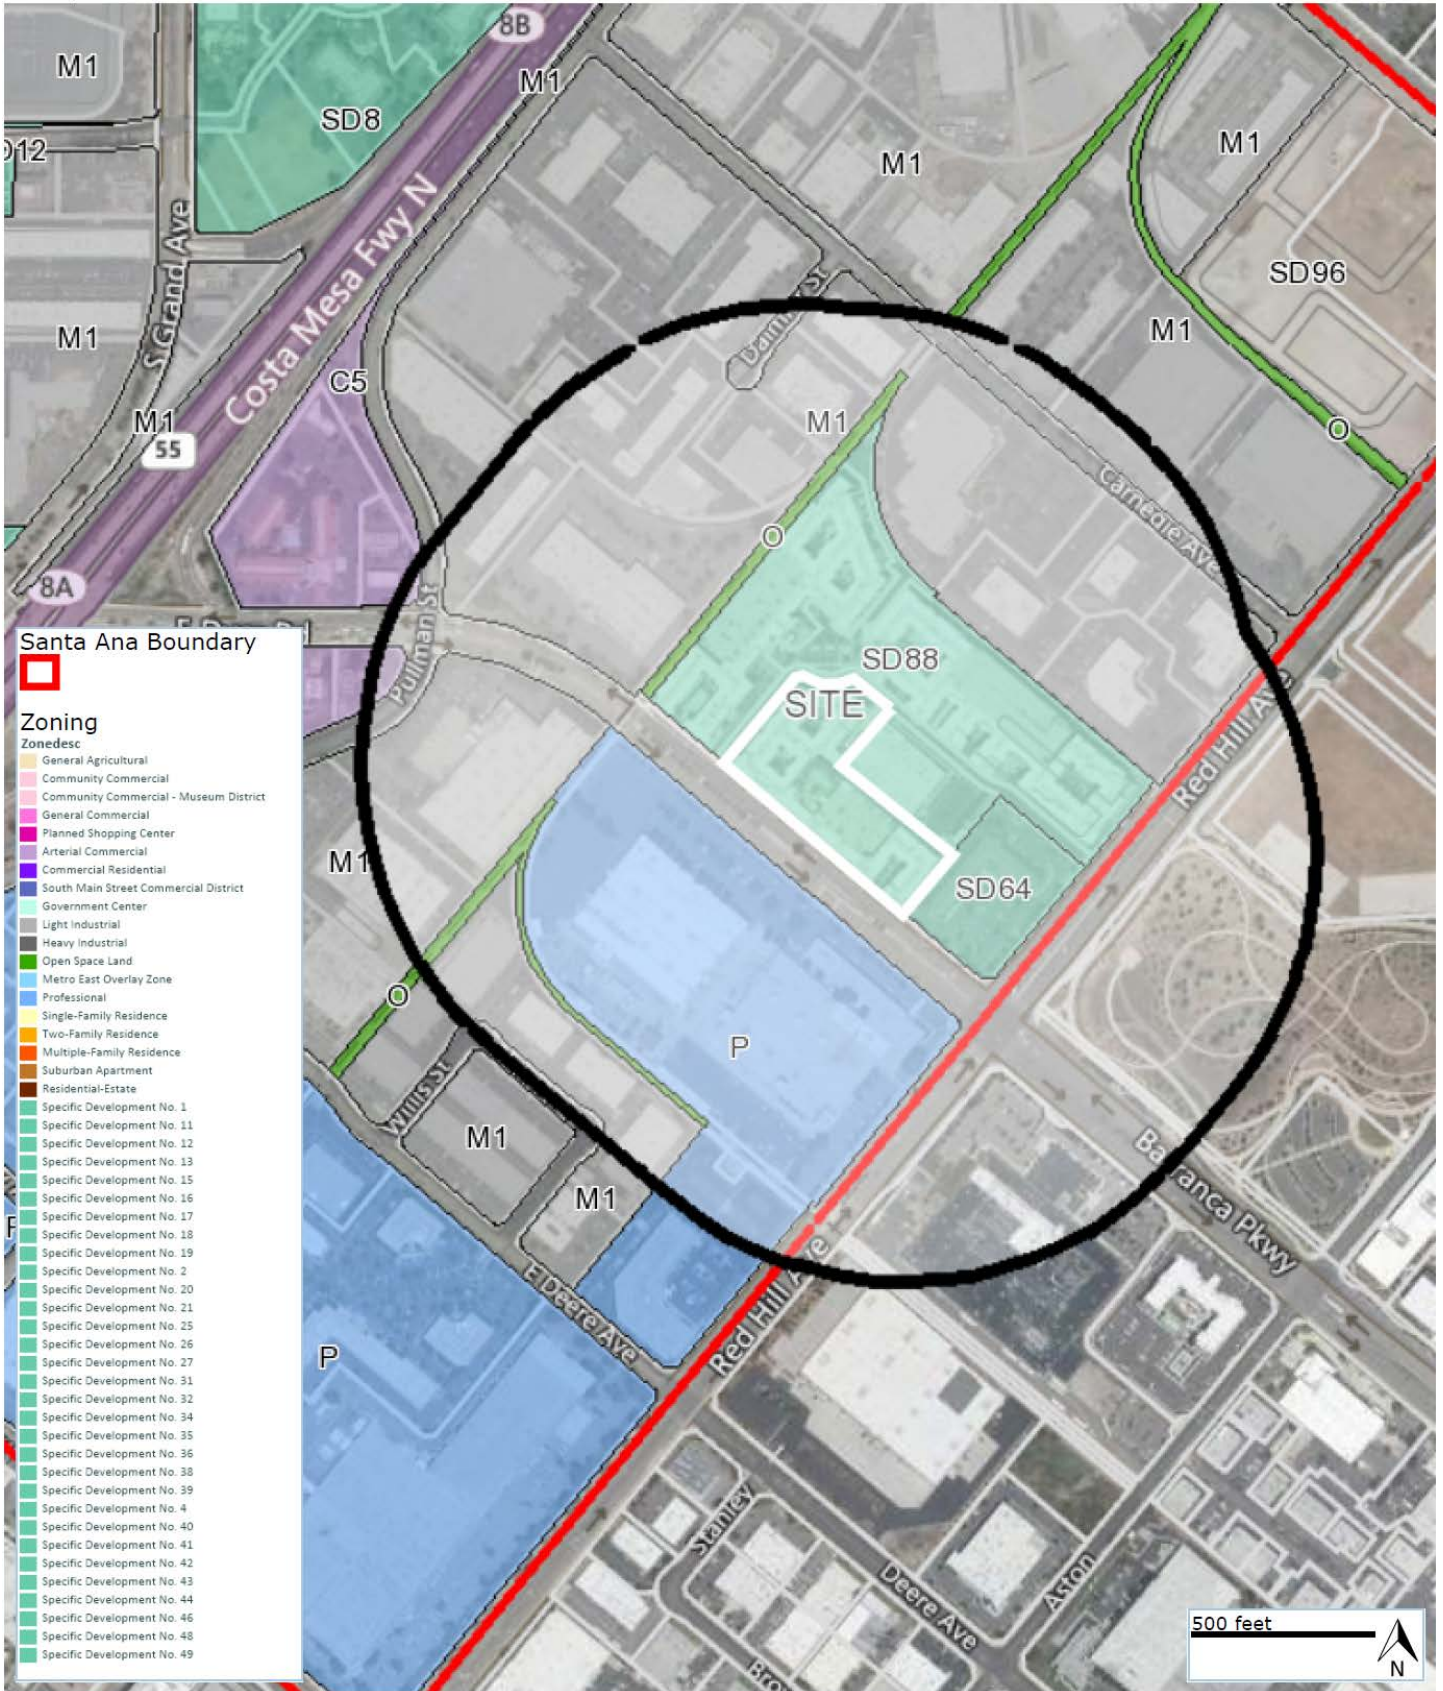 8B
M1
M1
SD8
M1
M1
Costa Mesa Fwy N
S Grand Ave
SD96
M1
M1
C5
M1
M1
55
O
Carnegie Ave
O
8A
Pullman St
SD88
SITE
Red Hill Ave
M1
SD64
O
P
Willis St
M1
Barranca Pkwy
M1
E Deere Ave
Red Hill Ave
P
Stanley
Deere Ave
Aston
Santa Ana Boundary
Zoning
Zonedesc
General Agricultural
Community Commercial
Community Commercial - Museum District
General Commercial
Planned Shopping Center
Arterial Commercial
Commercial Residential
South Main Street Commercial District
Government Center
Light Industrial
Heavy Industrial
Open Space Land
Metro East Overlay Zone
Professional
Single-Family Residence
Two-Family Residence
Multiple-Family Residence
Suburban Apartment
Residential-Estate
Specific Development No. 1
Specific Development No. 11
Specific Development No. 12
Specific Development No. 13
Specific Development No. 15
Specific Development No. 16
Specific Development No. 17
Specific Development No. 18
Specific Development No. 19
Specific Development No. 2
Specific Development No. 20
Specific Development No. 21
Specific Development No. 25
Specific Development No. 26
Specific Development No. 27
Specific Development No. 31
Specific Development No. 32
Specific Development No. 34
Specific Development No. 35
Specific Development No. 36
Specific Development No. 38
Specific Development No. 39
Specific Development No. 4
Specific Development No. 40
Specific Development No. 41
Specific Development No. 42
Specific Development No. 43
Specific Development No. 44
Specific Development No. 46
Specific Development No. 48
Specific Development No. 49
500 feet
N